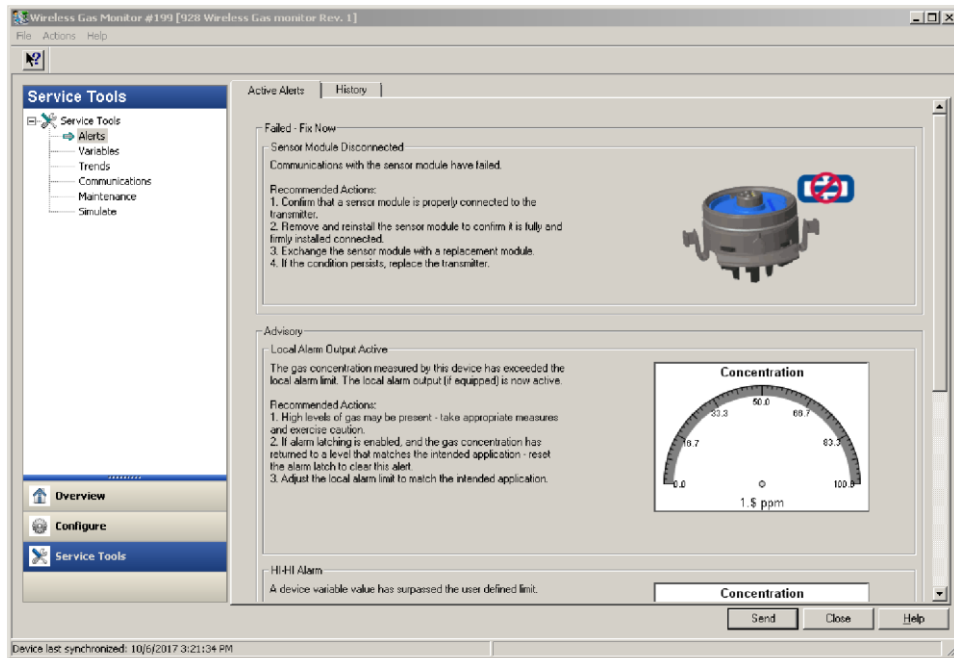 Wireless Gas Monitor #199 [928 Wireless Gas monitor Rev. 1]
File Actions Help
Service Tools
Service Tools
Alerts
Variables
Trends
Communications
Maintenance
Simulate
Overview
Configure
Service Tools
Active Alerts History
Failed - Fix Now
Sensor Module Disconnected
Communications with the sensor module have failed.
Recommended Actions:
1. Confirm that a sensor module is properly connected to the
transmitter.
2. Remove and reinstall the sensor module to confirm it is fully and
firmly installed connected.
3. Exchange the sensor module with a replacement module.
4. If the condition persists, replace the transmitter.
Advisory
Local Alarm Output Active
The gas concentration measured by this device has exceeded the
local alarm limit. The local alarm output (if equipped) is now active.
Recommended Actions:
1. High levels of gas may be present - take appropriate measures
and exercise caution.
2. If alarm latching is enabled, and the gas concentration has
returned to a level that matches the intended application - reset
the alarm latch to clear this alert.
3. Adjust the local alarm limit to match the intended application.
Concentration
50.0
33.3 66.7
16.7 83.3
0.0 100.0
1.$ ppm
HI-HI Alarm
A device variable value has surpassed the user defined limit.
Concentration
Send Close Help
Device last synchronized: 10/6/2017 3:21:34 PM